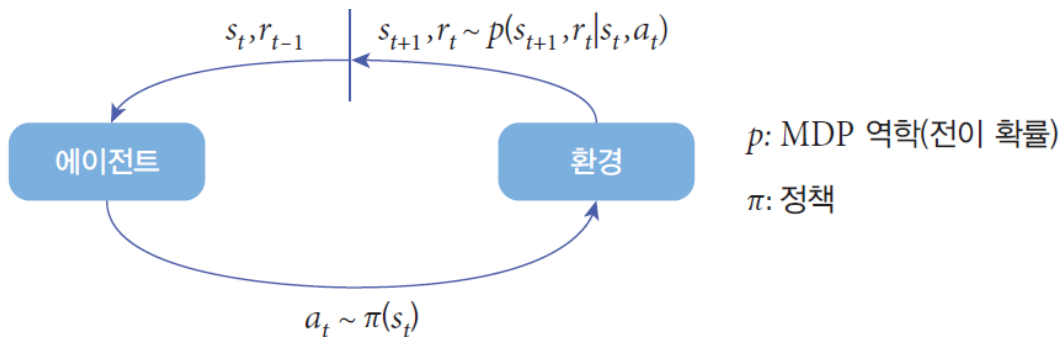 s_t, r_{t−1}
s_{t+1}, r_t ~ p(s_{t+1}, r_t|s_t, a_t)
에이전트
환경
p: MDP 역학(전이 확률)
π: 정책
a_t ~ π(s_t)